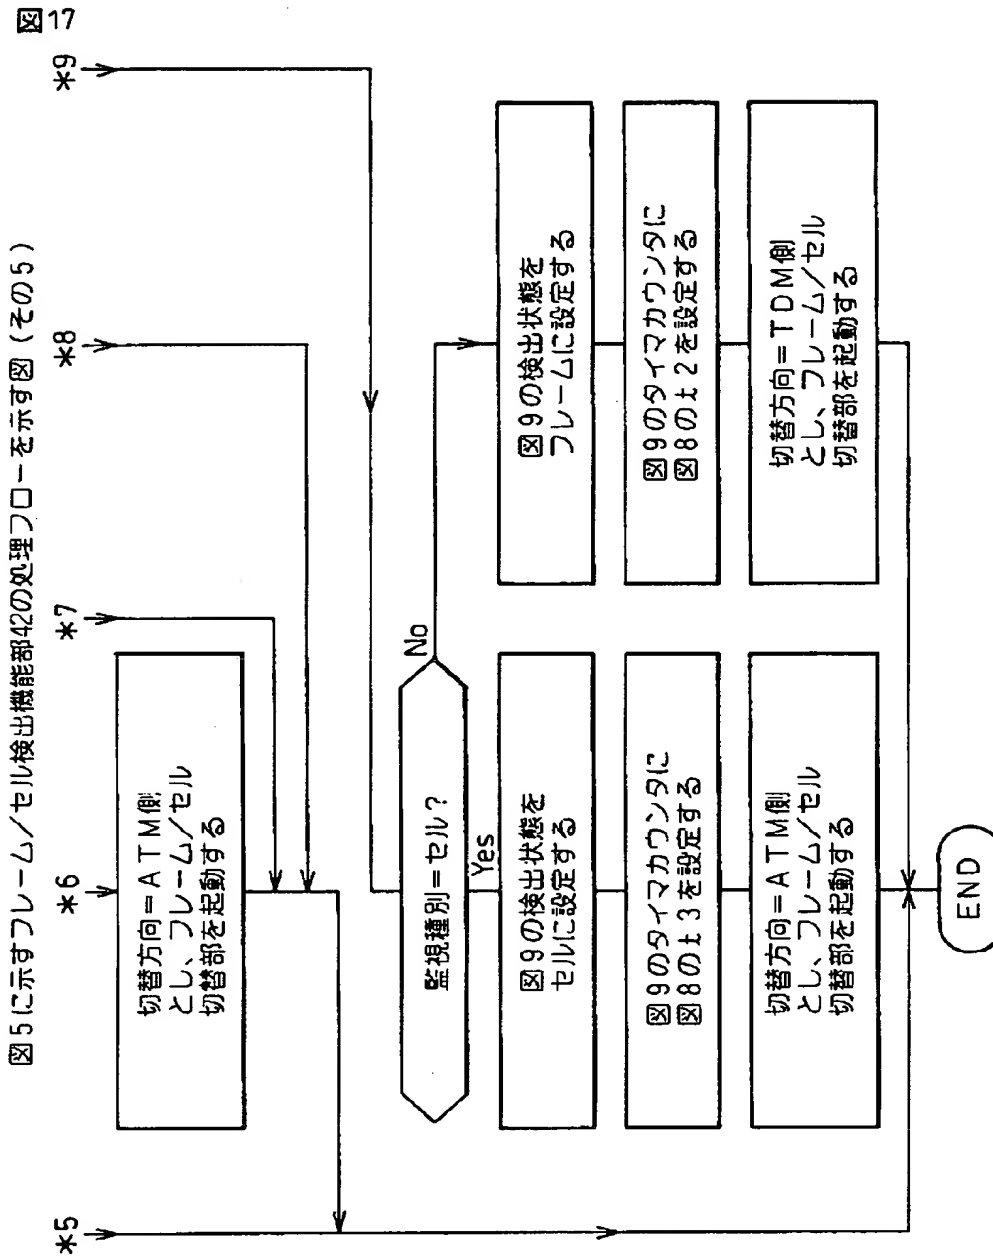 図17
図5に示すフレーム/セル検出機能部42の処理フローを示す図(その5)
*5
*6
*7
*8
*9
切替方向=ATM側
とし、フレーム/セル
切替部を起動する
監視種別=セル?
No
Yes
図9の検出状態を
セルに設定する
図9のタイマカウンタに
図8のt3を設定する
切替方向=ATM側
とし、フレーム/セル
切替部を起動する
図9の検出状態を
フレームに設定する
図9のタイマカウンタに
図8のt2を設定する
切替方向=TDM側
とし、フレーム/セル
切替部を起動する
END